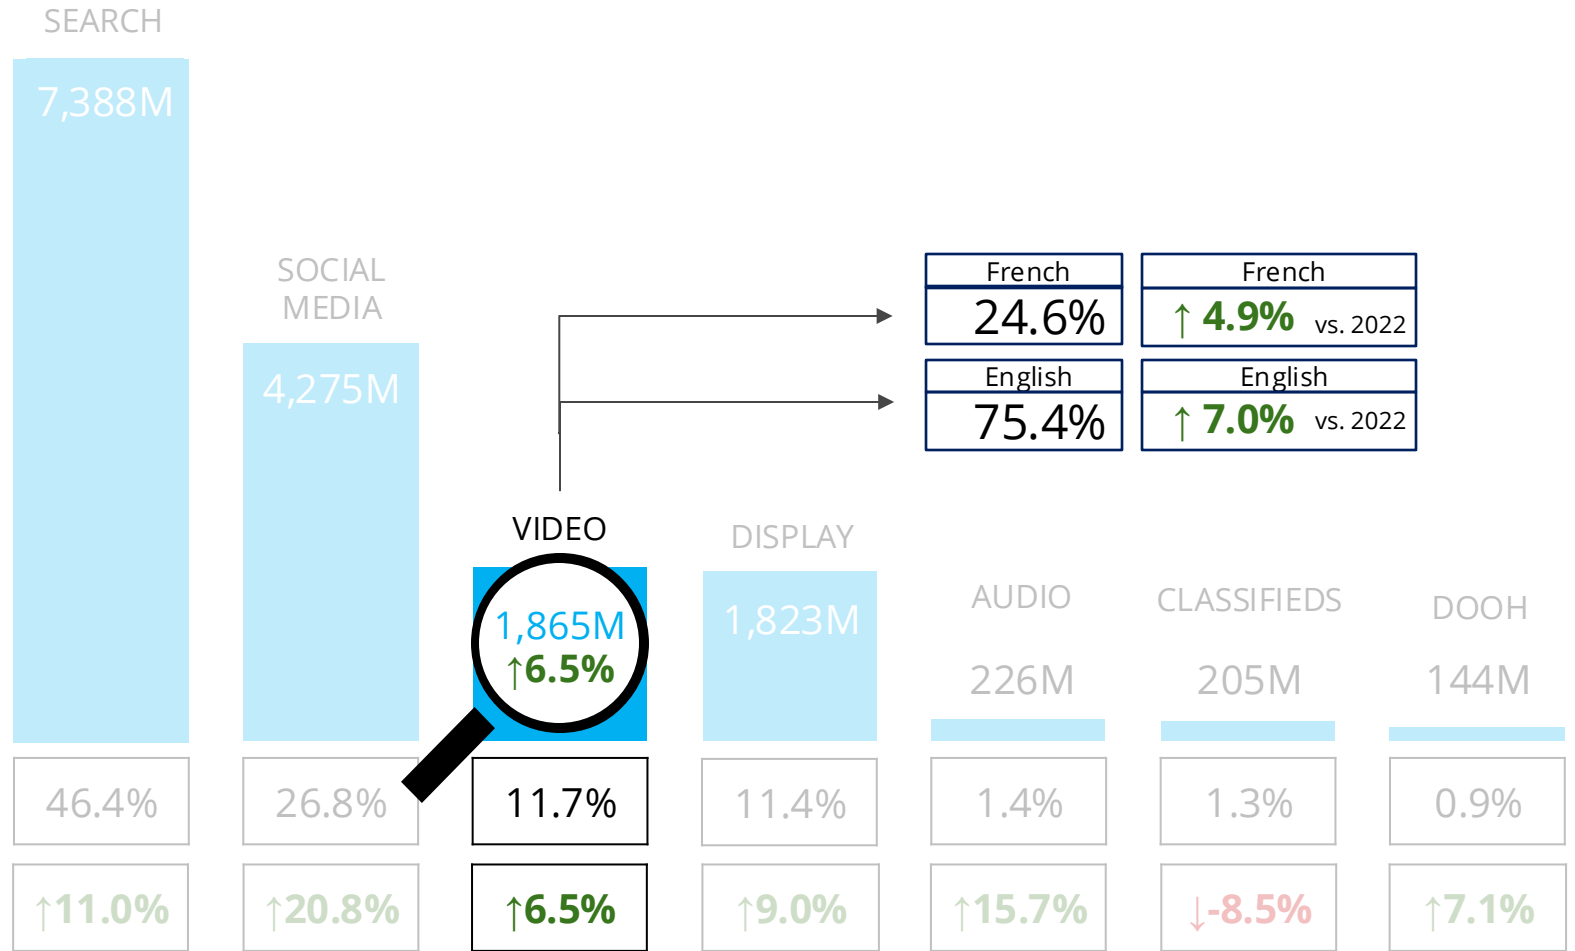 SEARCH
7,388M
SOCIAL
MEDIA
4,275M
French
24.6%
French
↑ 4.9% vs. 2022
English
75.4%
English
↑ 7.0% vs. 2022
VIDEO
1,865M
↑6.5%
DISPLAY
1,823M
AUDIO
226M
CLASSIFIEDS
205M
DOOH
144M
46.4%
26.8%
11.7%
11.4%
1.4%
1.3%
0.9%
↑11.0%
↑20.8%
↑6.5%
↑9.0%
↑15.7%
↓-8.5%
↑7.1%